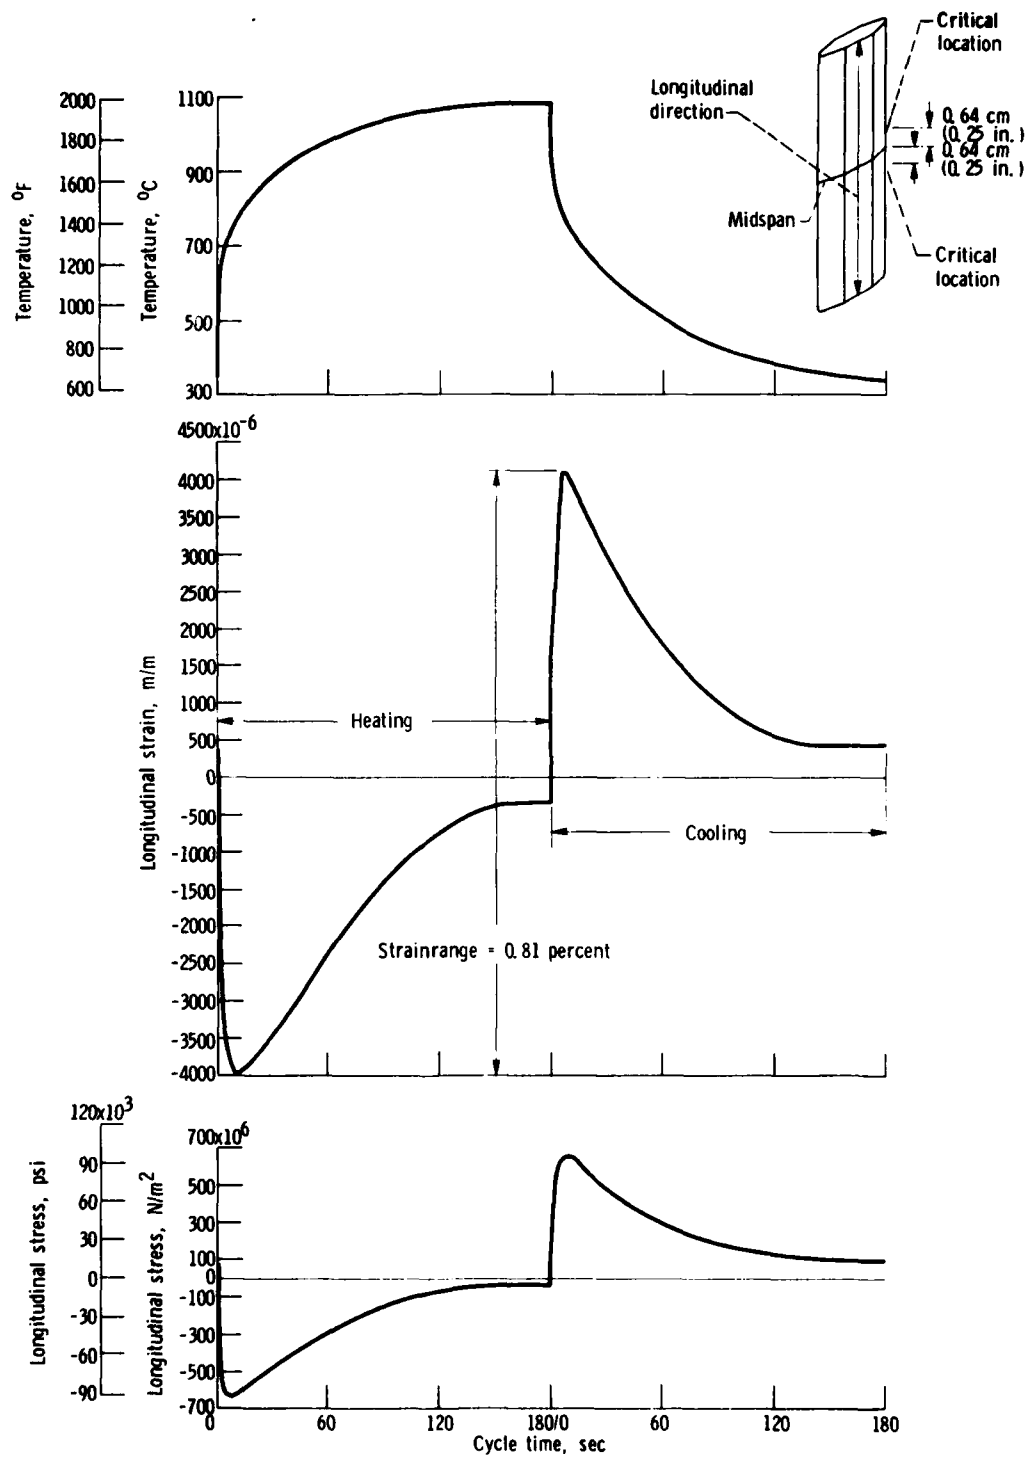 Critical
location
Longitudinal
direction
0.64 cm
(0.25 in.)
0.64 cm
(0.25 in.)
Midspan
Critical
location
Temperature, °F
2000
1800
1600
1400
1200
1000
800
600
Temperature, °C
1100
900
700
500
300
Longitudinal strain, m/m
4500x10-6
4000
3500
3000
2500
2000
1500
1000
500
0
-500
-1000
-1500
-2000
-2500
-3000
-3500
-4000
Heating
Cooling
Strainrange = 0.81 percent
Longitudinal stress, psi
120x10³
90
60
30
0
-30
-60
-90
Longitudinal stress, N/m²
700x10⁶
500
300
100
0
-100
-300
-500
-700
0 60 120 180/0 60 120 180
Cycle time, sec